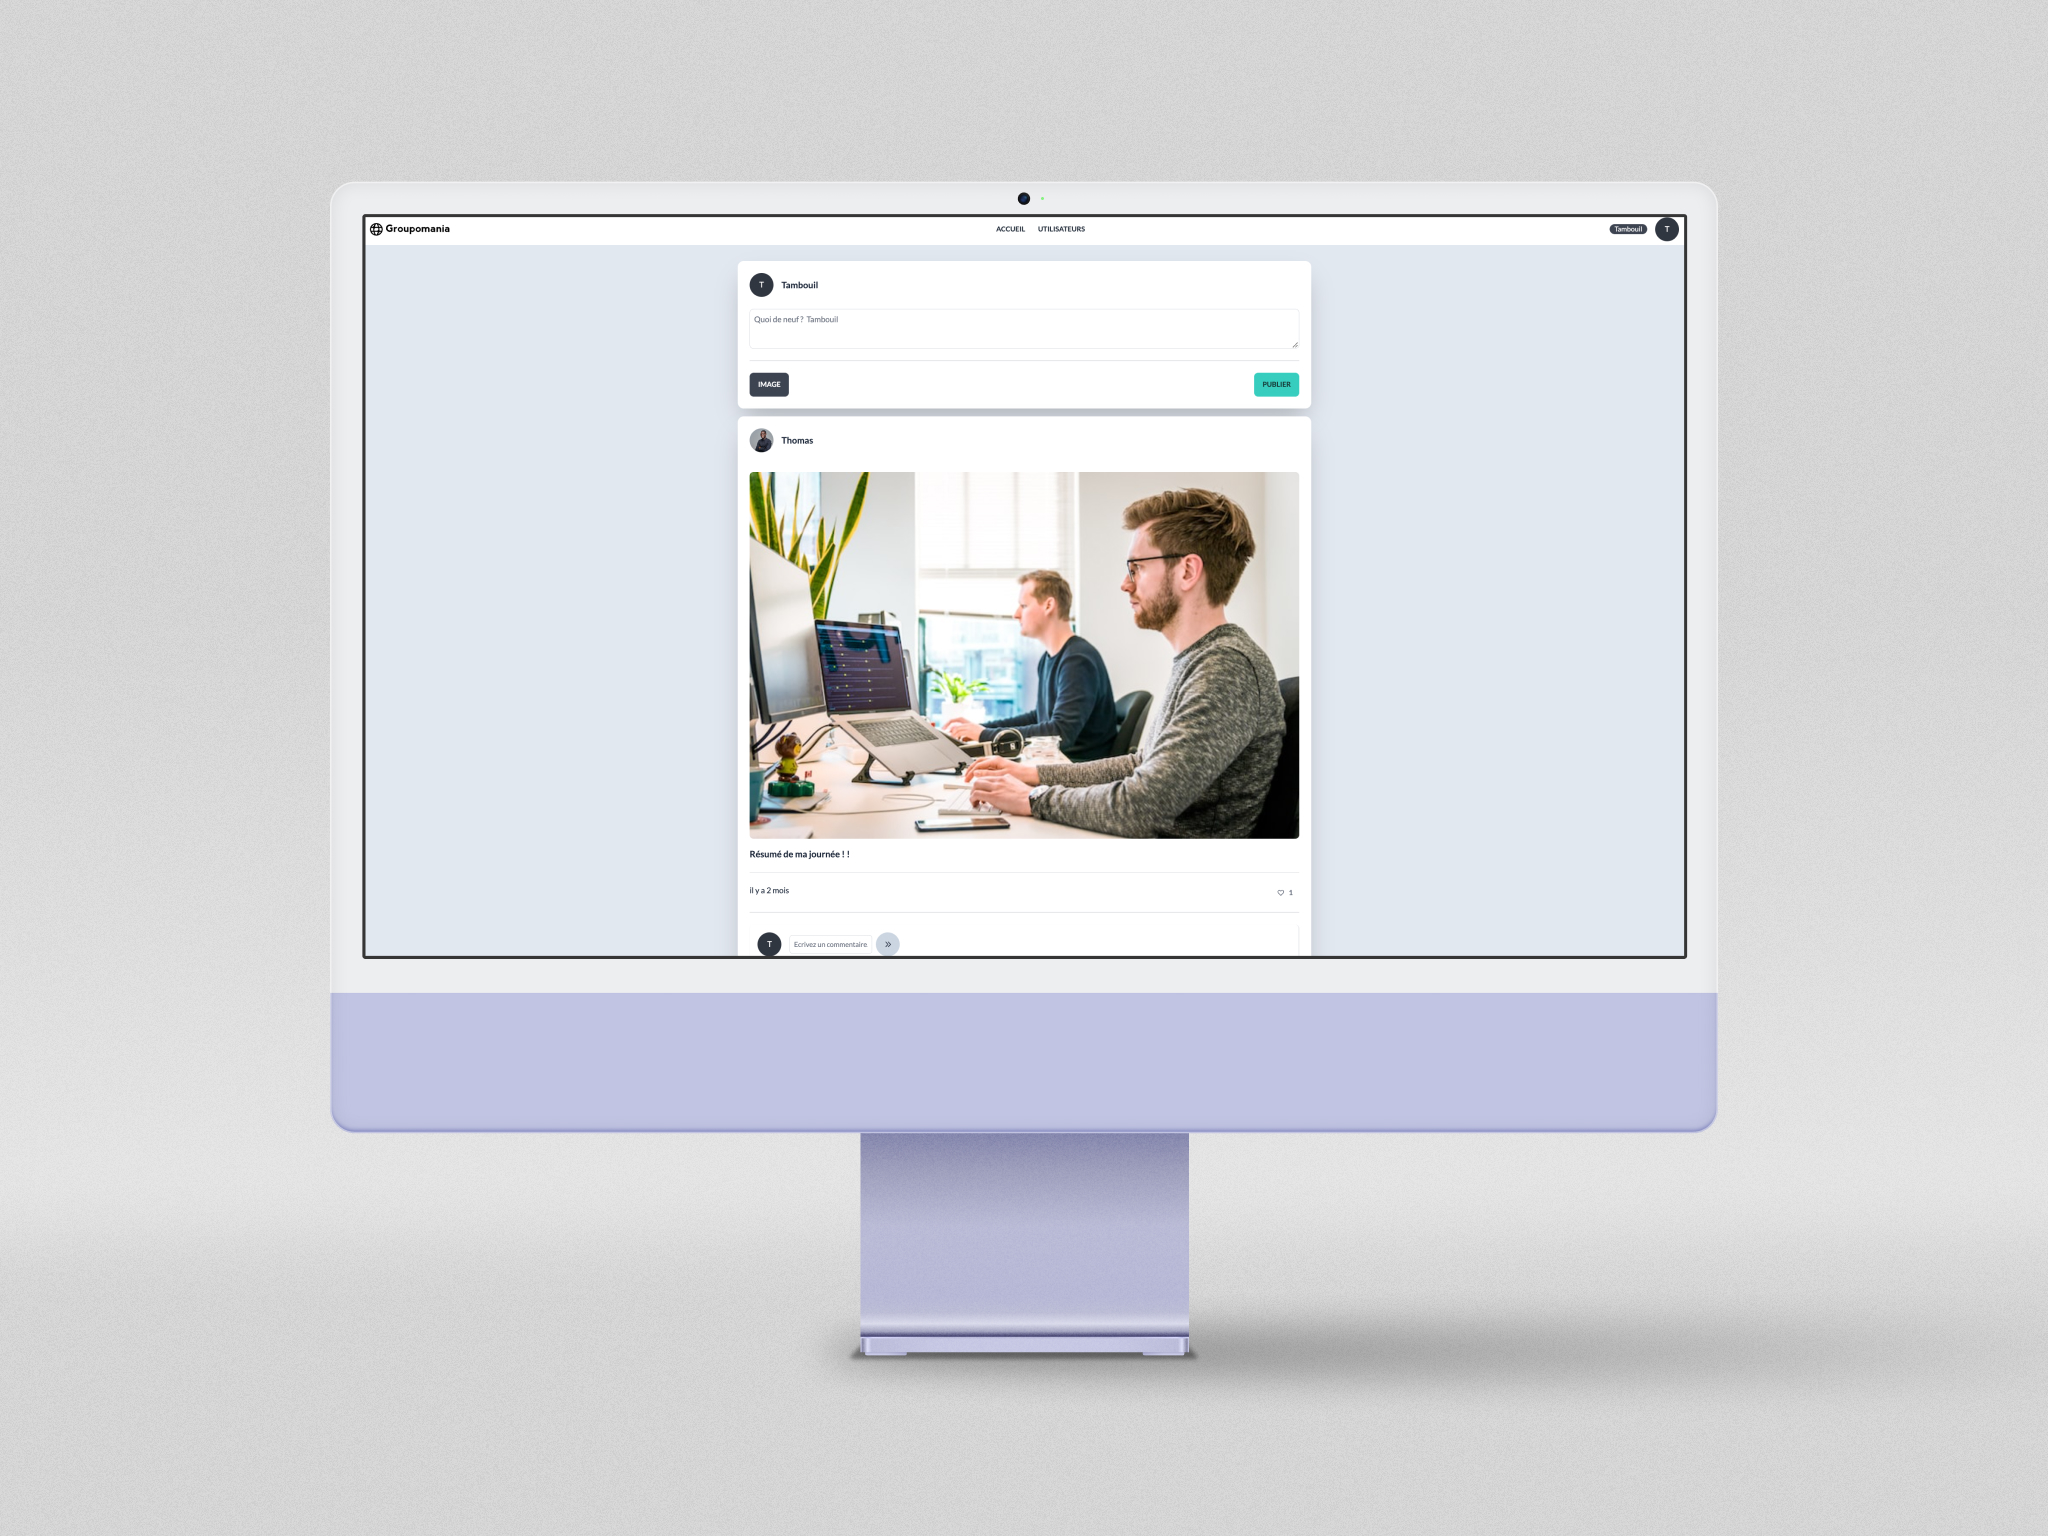 Groupomania
ACCUEIL UTILISATEURS
Tambouil T
T Tambouil
Quoi de neuf ? Tambouil
IMAGE PUBLIER
Thomas
Résumé de ma journée ! !
il y a 2 mois 1
T Ecrivez un commentaire